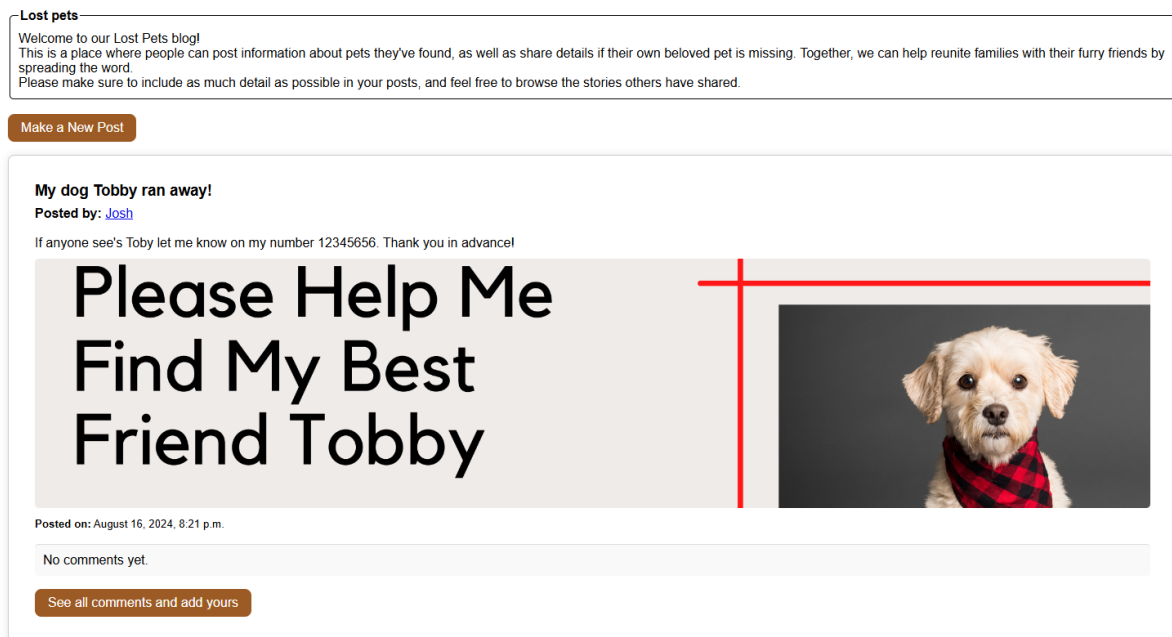 Lost pets
Welcome to our Lost Pets blog!
This is a place where people can post information about pets they've found, as well as share details if their own beloved pet is missing. Together, we can help reunite families with their furry friends by
spreading the word.
Please make sure to include as much detail as possible in your posts, and feel free to browse the stories others have shared.
Make a New Post
My dog Tobby ran away!
Posted by: Josh
If anyone see's Toby let me know on my number 12345656. Thank you in advance!
Please Help Me
Find My Best
Friend Tobby
Posted on: August 16, 2024, 8:21 p.m.
No comments yet.
See all comments and add yours